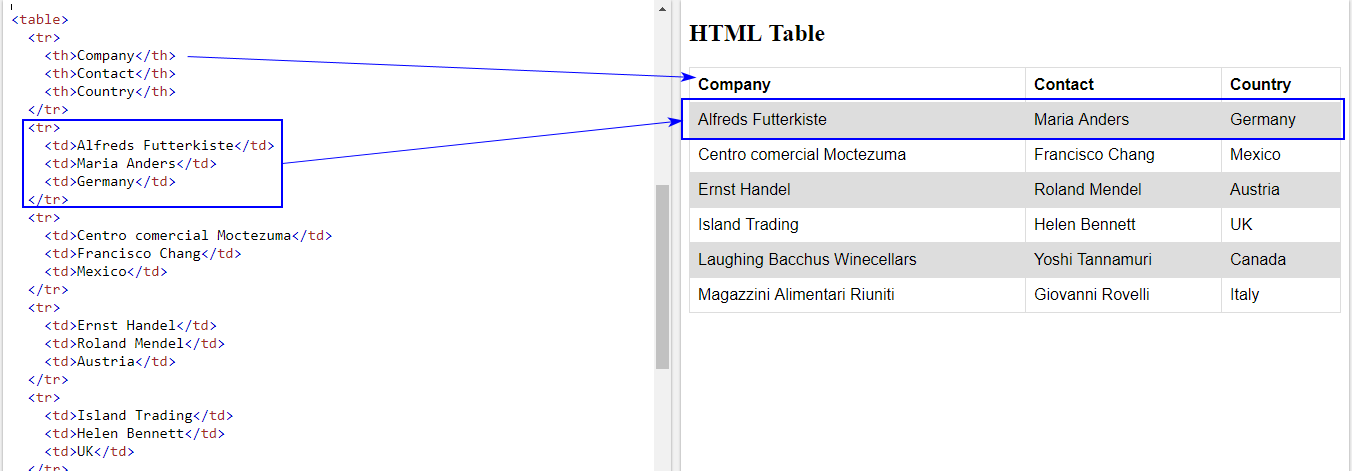 <table>
<tr>
<th>Company</th>
<th>Contact</th>
<th>Country</th>
</tr>
<tr>
<td>Alfreds Futterkiste</td>
<td>Maria Anders</td>
<td>Germany</td>
</tr>
<tr>
<td>Centro comercial Moctezuma</td>
<td>Francisco Chang</td>
<td>Mexico</td>
</tr>
<tr>
<td>Ernst Handel</td>
<td>Roland Mendel</td>
<td>Austria</td>
</tr>
<tr>
<td>Island Trading</td>
<td>Helen Bennett</td>
<td>UK</td>
</tr>
HTML Table
Company Contact Country
Alfreds Futterkiste Maria Anders Germany
Centro comercial Moctezuma Francisco Chang Mexico
Ernst Handel Roland Mendel Austria
Island Trading Helen Bennett UK
Laughing Bacchus Winecellars Yoshi Tannamuri Canada
Magazzini Alimentari Riuniti Giovanni Rovelli Italy